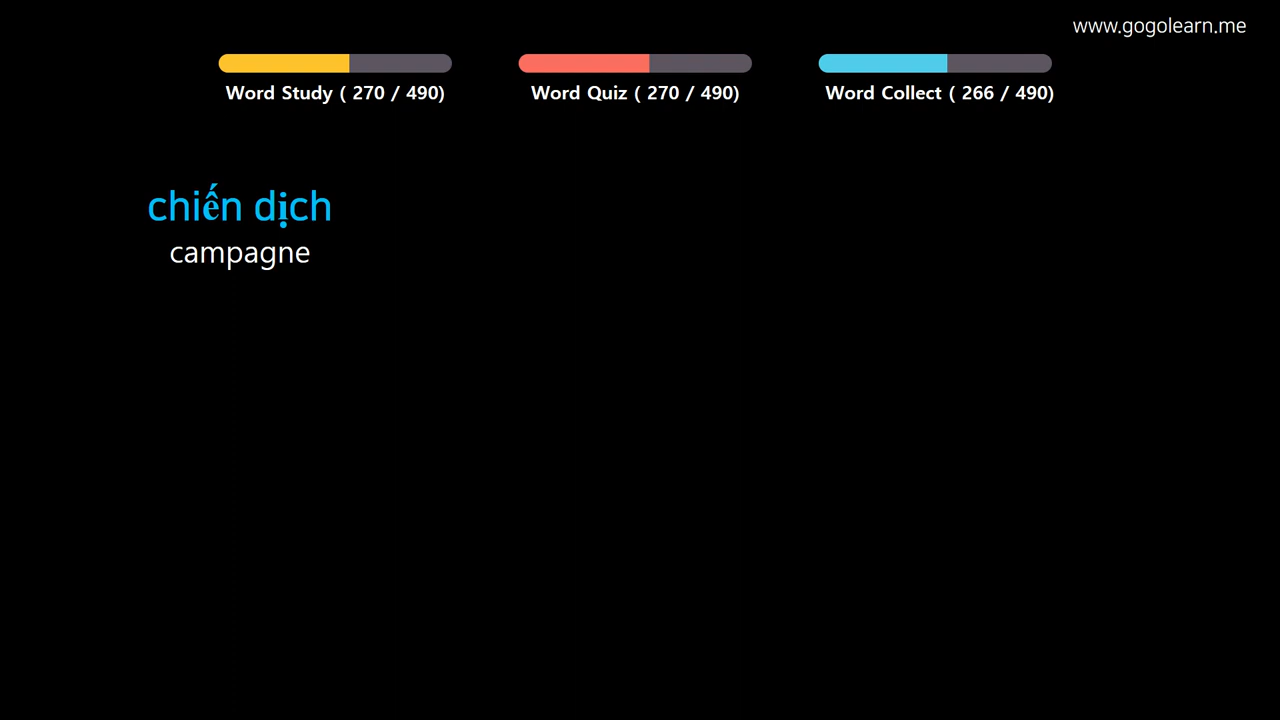 www.gogolearn.me
Word Study ( 270 / 490)
Word Quiz ( 270 / 490)
Word Collect ( 266 / 490)
chiến dịch
campagne